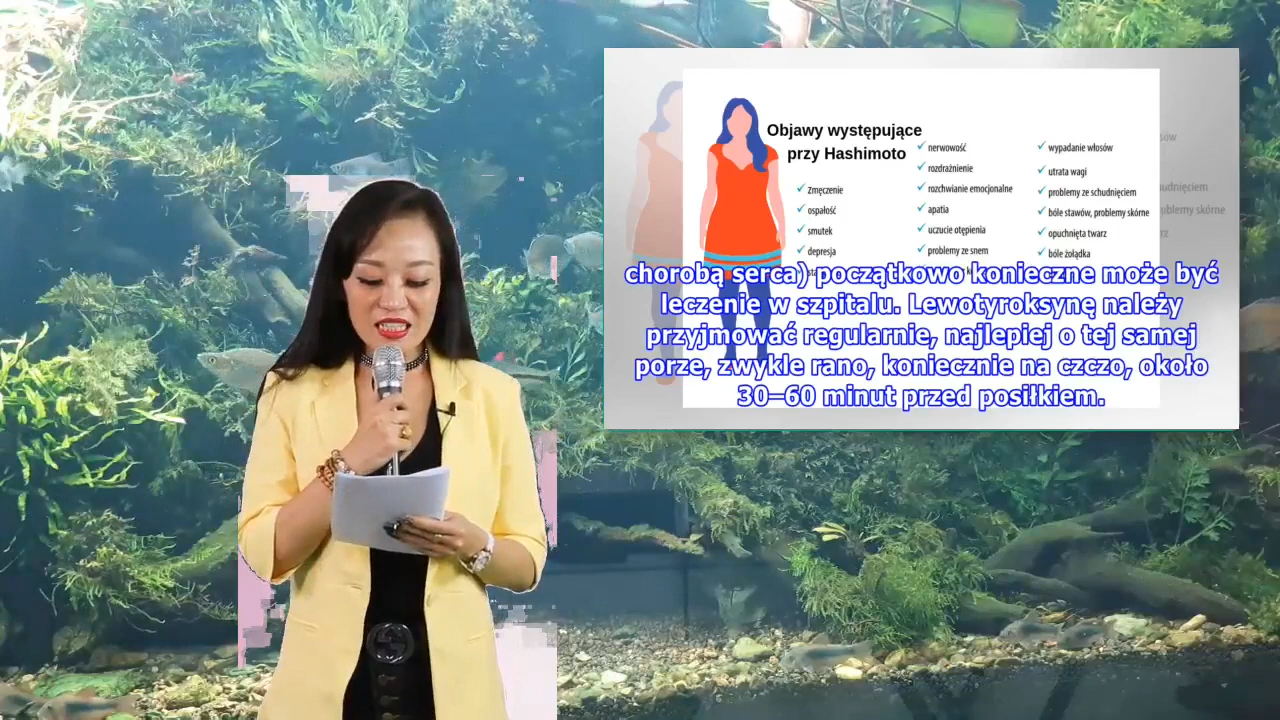 Objawy występujące
przy Hashimoto
Zmęczenie
ospałość
smutek
depresja
nerwowość
rozdrażnienie
rozchwianie emocjonalne
apatia
uczucie otępienia
problemy ze snem
wypadanie włosów
utrata wagi
problemy ze schudnięciem
bóle stawów, problemy skórne
opuchnięta twarz
bóle żołądka
chorobą serca) początkowo konieczne może być
leczenie w szpitalu. Lewotyroksynę należy
przyjmować regularnie, najlepiej o tej samej
porze, zwykle rano, koniecznie na czczo, około
30–60 minut przed posiłkiem.